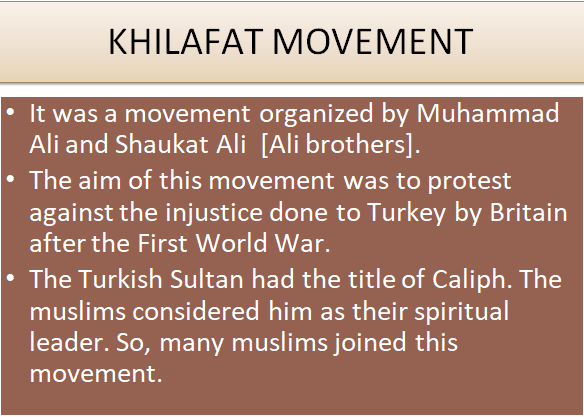 KHILAFAT MOVEMENT
• It was a movement organized by Muhammad
Ali and Shaukat Ali [Ali brothers].
• The aim of this movement was to protest
against the injustice done to Turkey by Britain
after the First World War.
• The Turkish Sultan had the title of Caliph. The
muslims considered him as their spiritual
leader. So, many muslims joined this
movement.